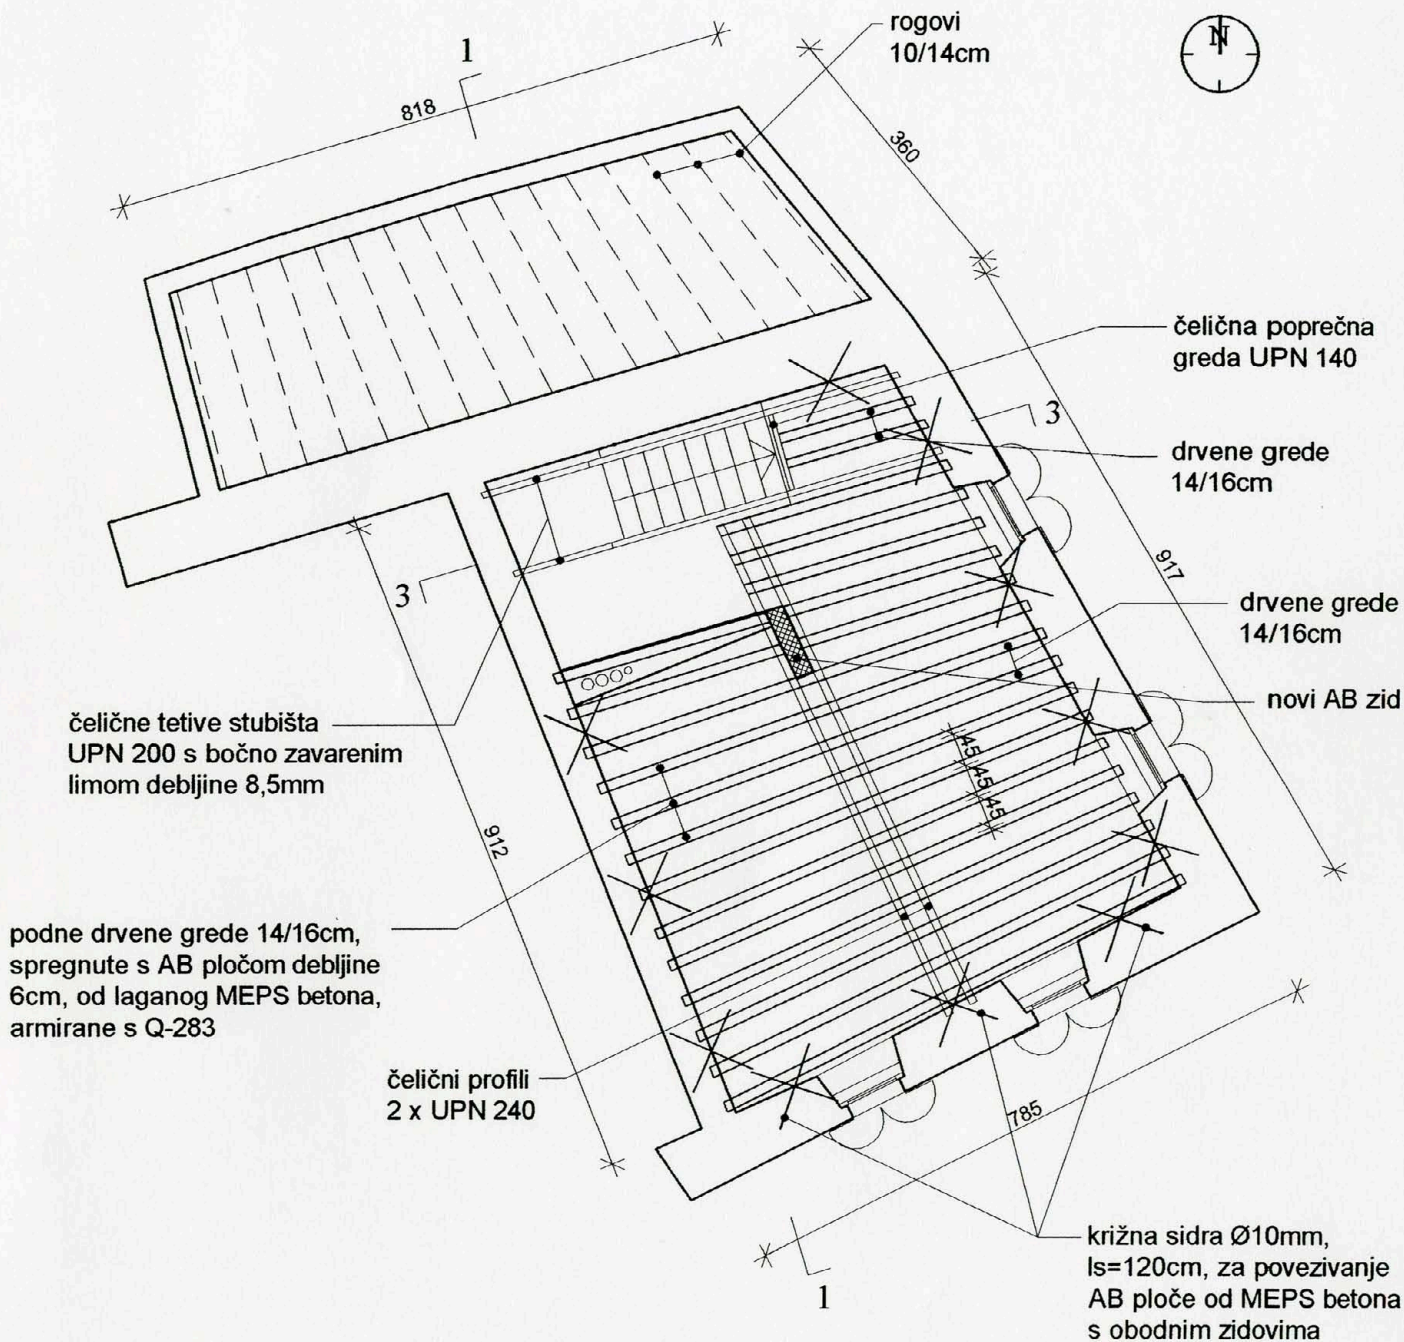 rogovi
10/14cm
N
1
818
360
čelična poprečna
greda UPN 140
3
drvene grede
14/16cm
917
3
drvene grede
14/16cm
novi AB zid
čelične tetive stubišta
UPN 200 s bočno zavarenim
limom debljine 8,5mm
45 45 45
912
podne drvene grede 14/16cm,
spregnute s AB pločom debljine
6cm, od laganog MEPS betona,
armirane s Q-283
čelični profili
2 x UPN 240
785
križna sidra Ø10mm,
ls=120cm, za povezivanje
AB ploče od MEPS betona
s obodnim zidovima
1